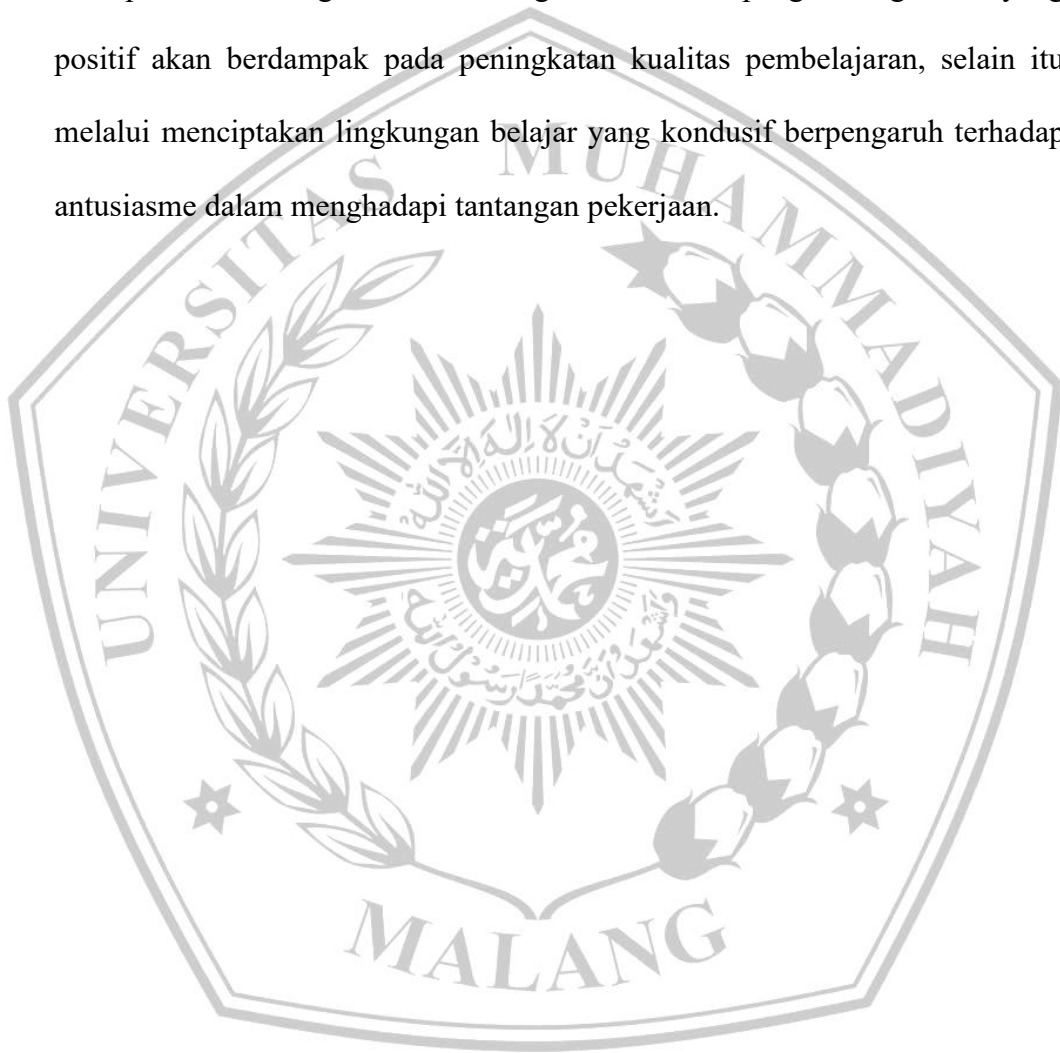 positif akan berdampak pada peningkatan kualitas pembelajaran, selain itu
melalui menciptakan lingkungan belajar yang kondusif berpengaruh terhadap
antusiasme dalam menghadapi tantangan pekerjaan.
UNIVERSITAS MUHAMMADIYAH
MALANG